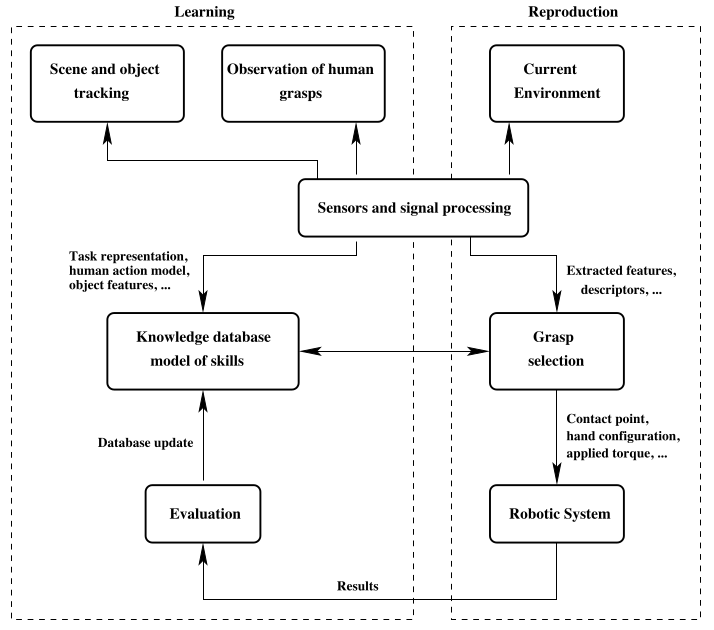 Learning
Reproduction
Scene and object
tracking
Observation of human
grasps
Current
Environment
Sensors and signal processing
Task representation,
human action model,
object features, ...
Extracted features,
descriptors, ...
Knowledge database
model of skills
Grasp
selection
Database update
Contact point,
hand configuration,
applied torque, ...
Evaluation
Robotic System
Results